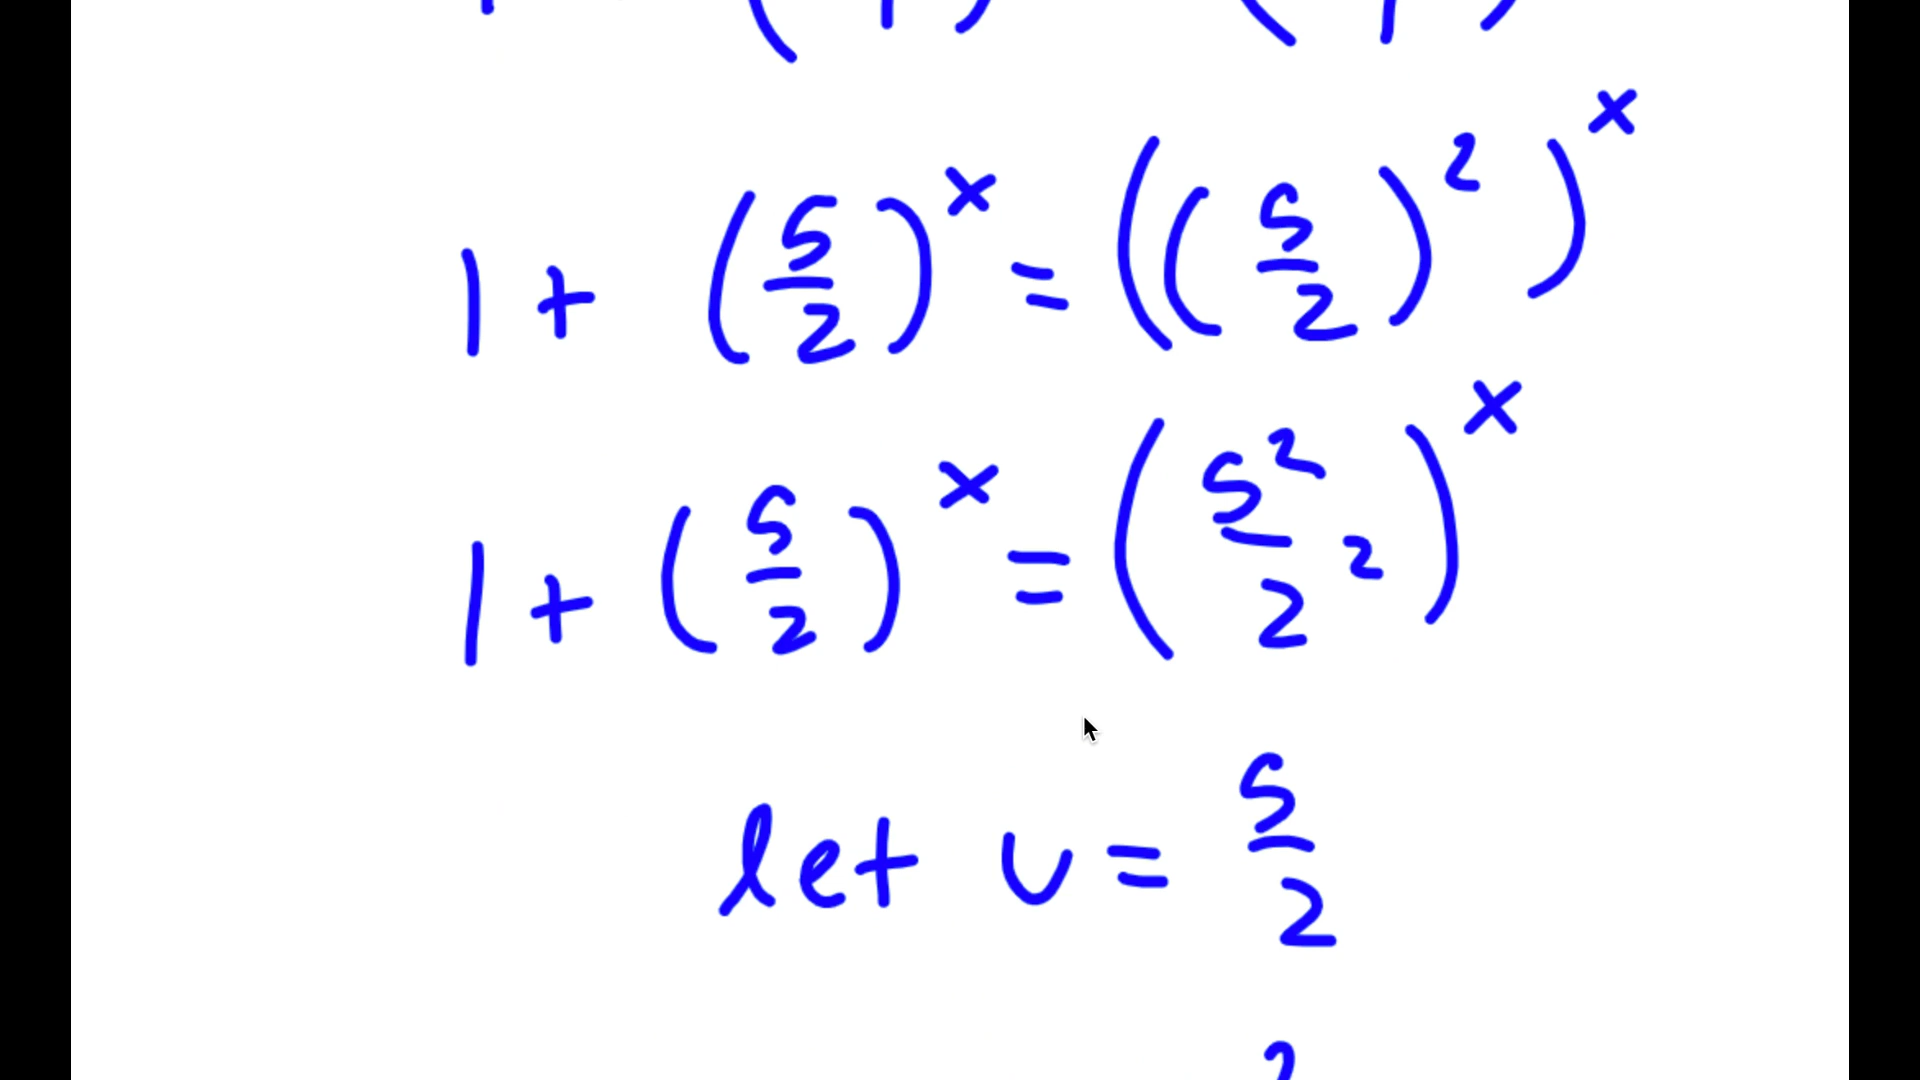 1 + (5/2)^x = ((5/2)^2)^x
1 + (5/2)^x = (5^2/2^2)^x
let u = 5/2